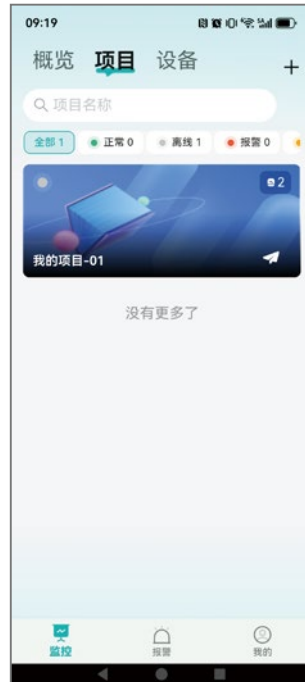 09:19
概览 项目 设备 +
项目名称
全部 1 正常 0 离线 1 报警 0
2
我的项目-01
没有更多了
监控 报警 我的